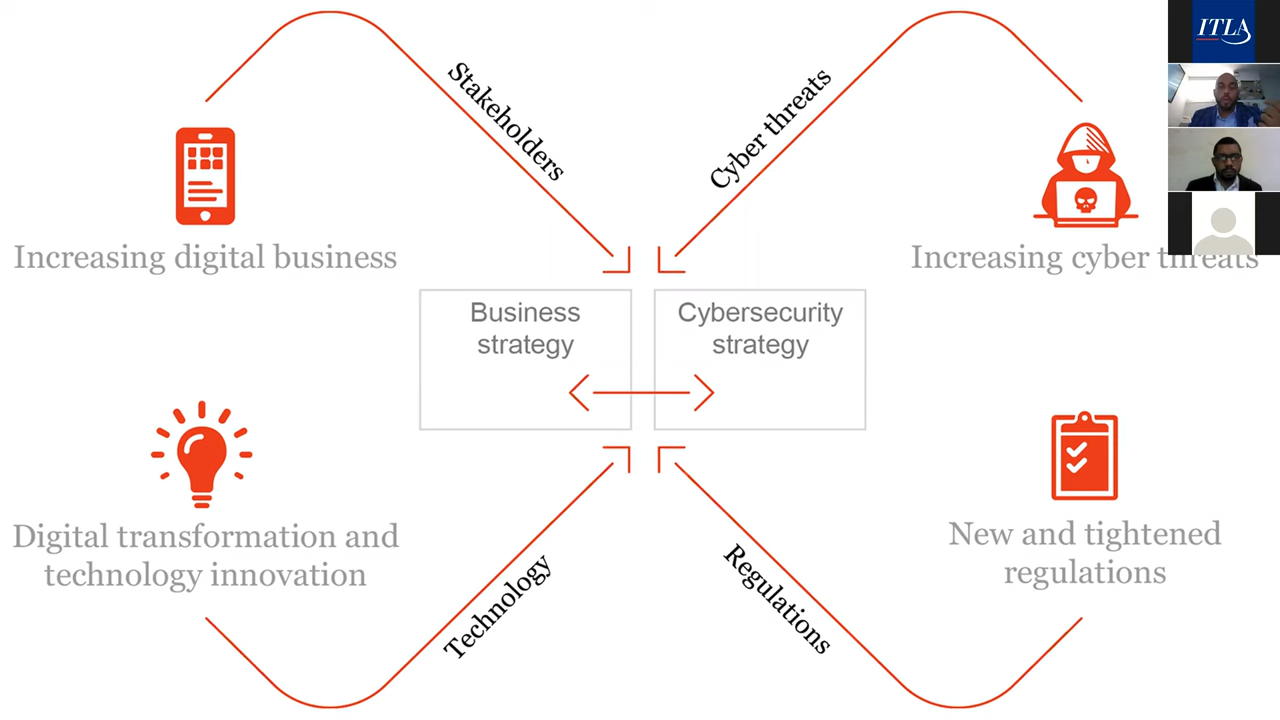 ITLA
Stakeholders
Cyber threats
Increasing digital business
Increasing cyber threats
Business
strategy
Cybersecurity
strategy
Digital transformation and
technology innovation
New and tightened
regulations
Technology
Regulations